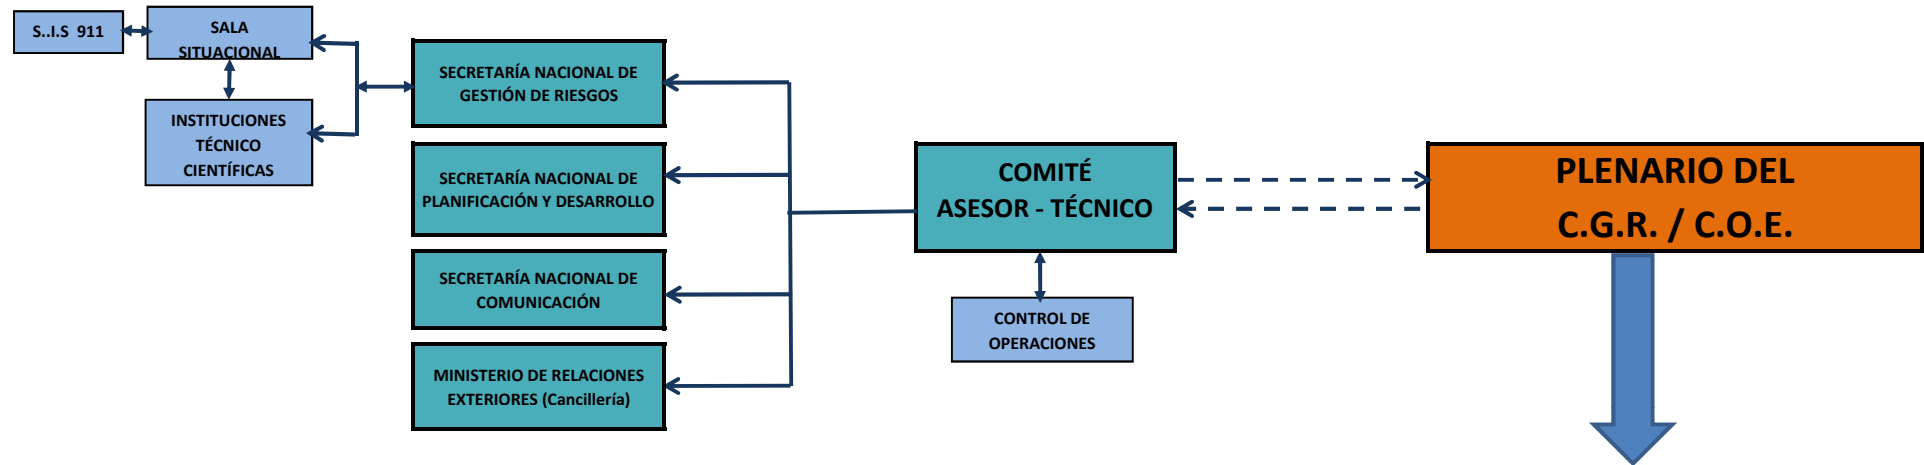 S..I.S 911
SALA
SITUACIONAL
INSTITUCIONES
TÉCNICO
CIENTÍFICAS
SECRETARÍA NACIONAL DE
GESTIÓN DE RIESGOS
SECRETARÍA NACIONAL DE
PLANIFICACIÓN Y DESARROLLO
SECRETARÍA NACIONAL DE
COMUNICACIÓN
MINISTERIO DE RELACIONES
EXTERIORES (Cancillería)
COMITÉ
ASESOR - TÉCNICO
CONTROL DE
OPERACIONES
PLENARIO DEL
C.G.R. / C.O.E.